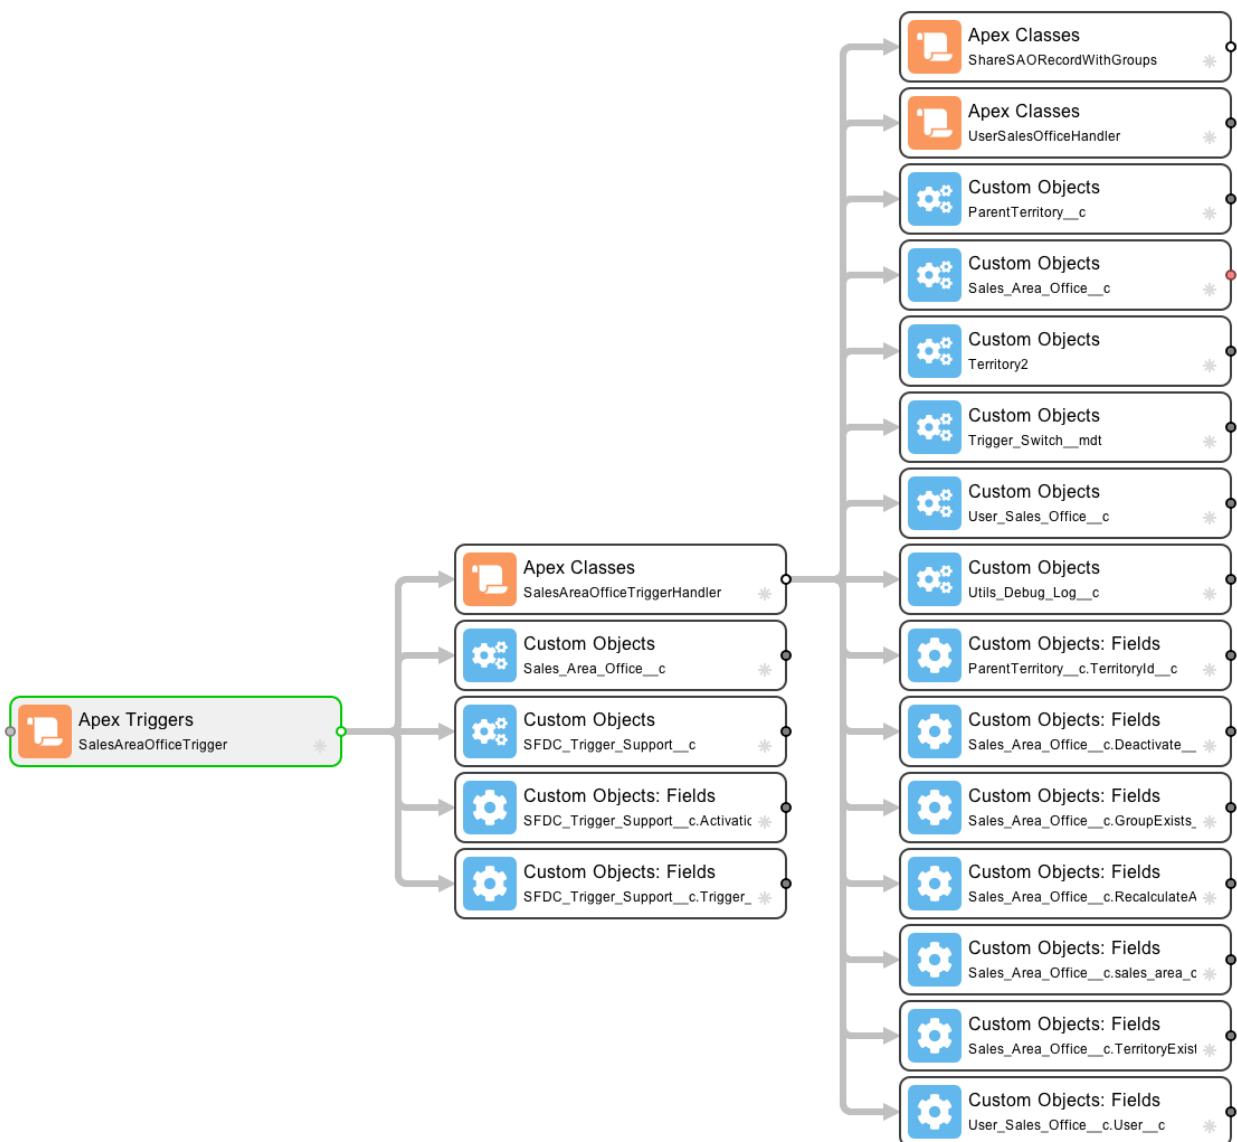 Apex Classes
ShareSAORecordWithGroups
Apex Classes
UserSalesOfficeHandler
Custom Objects
ParentTerritory__c
Custom Objects
Sales_Area_Office__c
Custom Objects
Territory2
Custom Objects
Trigger_Switch__mdt
Custom Objects
User_Sales_Office__c
Custom Objects
Utils_Debug_Log__c
Custom Objects: Fields
ParentTerritory__c.TerritoryId__c
Custom Objects: Fields
Sales_Area_Office__c.Deactivate__
Custom Objects: Fields
Sales_Area_Office__c.GroupExists_
Custom Objects: Fields
Sales_Area_Office__c.RecalculateA
Custom Objects: Fields
Sales_Area_Office__c.sales_area_c
Custom Objects: Fields
Sales_Area_Office__c.TerritoryExist
Custom Objects: Fields
User_Sales_Office__c.User__c
Apex Classes
SalesAreaOfficeTriggerHandler
Custom Objects
Sales_Area_Office__c
Custom Objects
SFDC_Trigger_Support__c
Custom Objects: Fields
SFDC_Trigger_Support__c.Activatic
Custom Objects: Fields
SFDC_Trigger_Support__c.Trigger_
Apex Triggers
SalesAreaOfficeTrigger